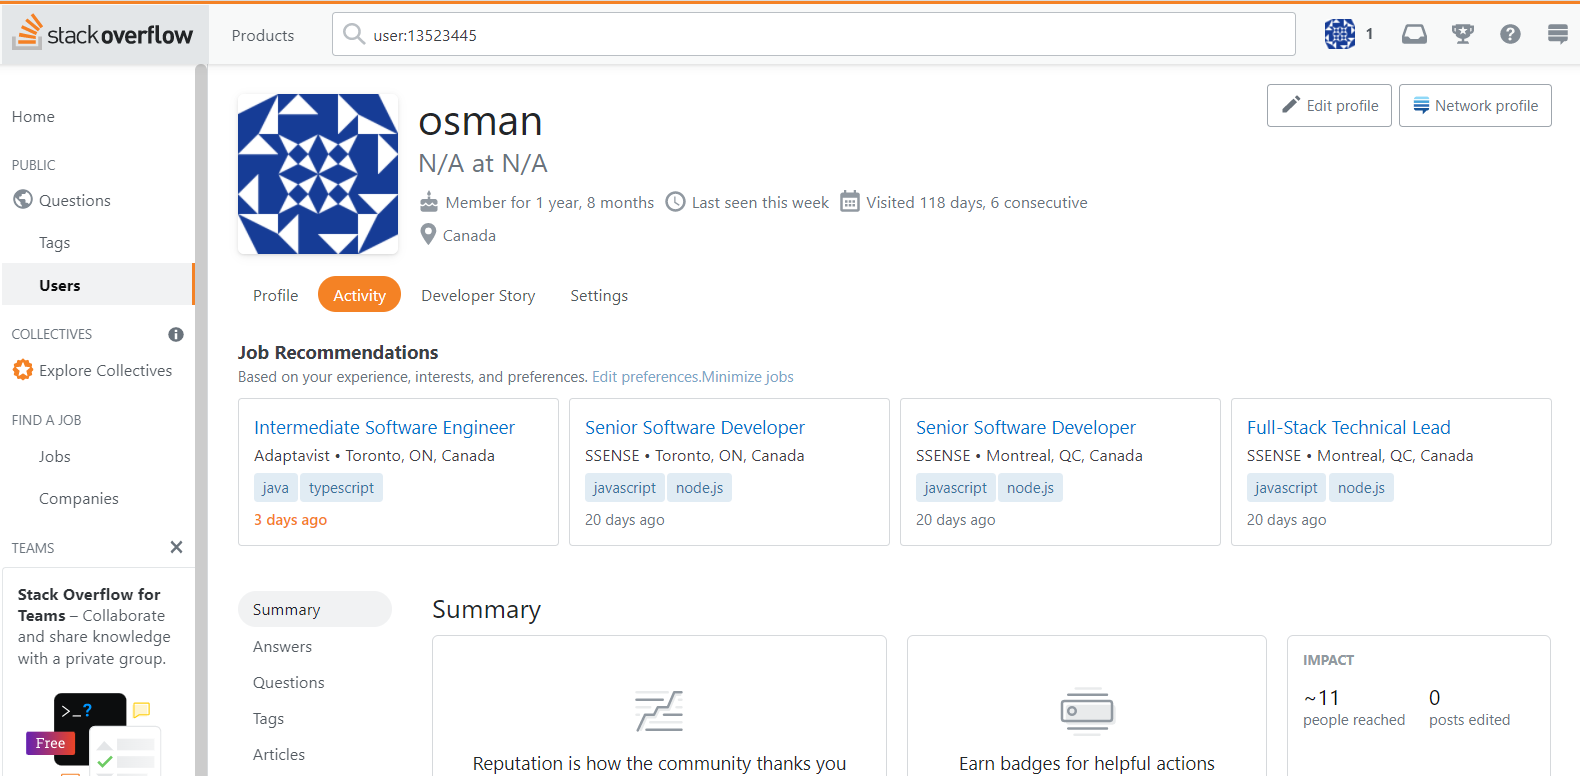 stack overflow
Products
user:13523445
1
Home
PUBLIC
Questions
Tags
Users
COLLECTIVES
Explore Collectives
FIND A JOB
Jobs
Companies
TEAMS
Stack Overflow for
Teams – Collaborate
and share knowledge
with a private group.
>_?
Free
osman
N/A at N/A
Member for 1 year, 8 months Last seen this week Visited 118 days, 6 consecutive
Canada
Edit profile
Network profile
Profile Activity Developer Story Settings
Job Recommendations
Based on your experience, interests, and preferences. Edit preferences.Minimize jobs
Intermediate Software Engineer
Adaptavist • Toronto, ON, Canada
java typescript
3 days ago
Senior Software Developer
SSENSE • Toronto, ON, Canada
javascript node.js
20 days ago
Senior Software Developer
SSENSE • Montreal, QC, Canada
javascript node.js
20 days ago
Full-Stack Technical Lead
SSENSE • Montreal, QC, Canada
javascript node.js
20 days ago
Summary
Answers
Questions
Tags
Articles
Summary
Reputation is how the community thanks you
Earn badges for helpful actions
IMPACT
~11
people reached
0
posts edited